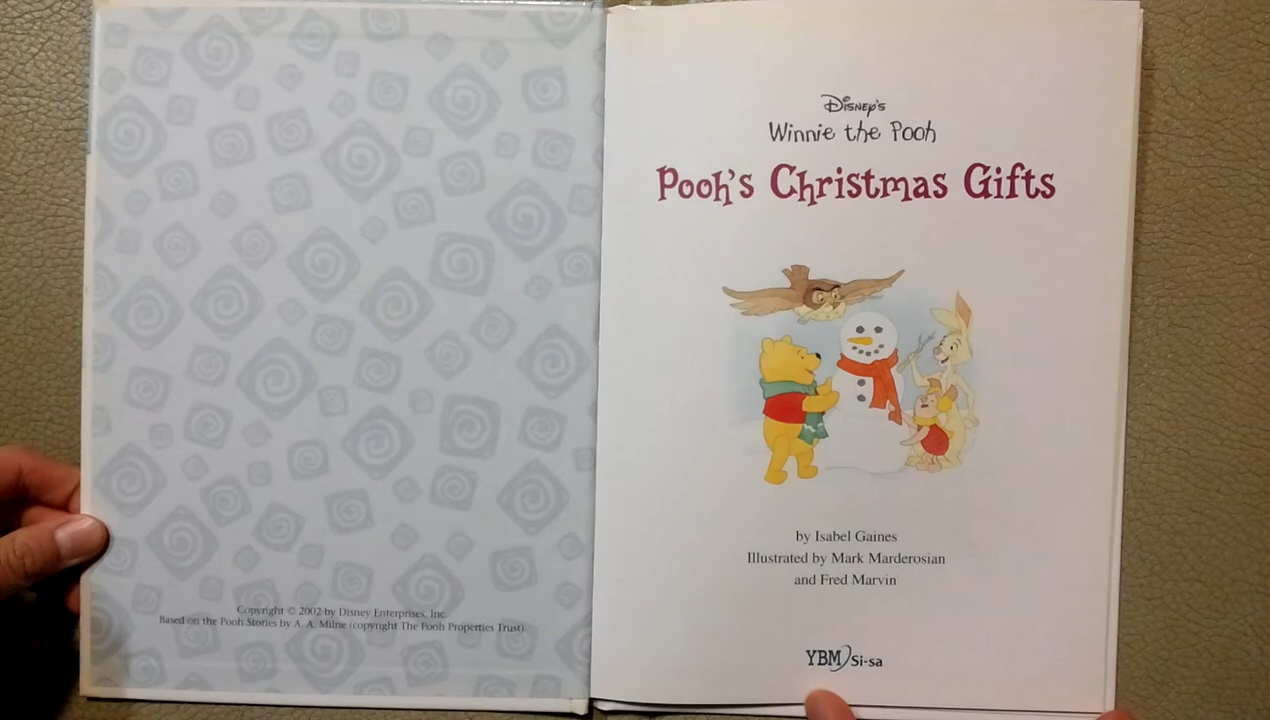 Copyright © 2002 by Disney Enterprises, Inc.
Based on the Pooh Stories by A. A. Milne (copyright The Pooh Properties Trust)
Disney's
Winnie the Pooh
Pooh's Christmas Gifts
by Isabel Gaines
Illustrated by Mark Marderosian
and Fred Marvin
YBM Si-sa